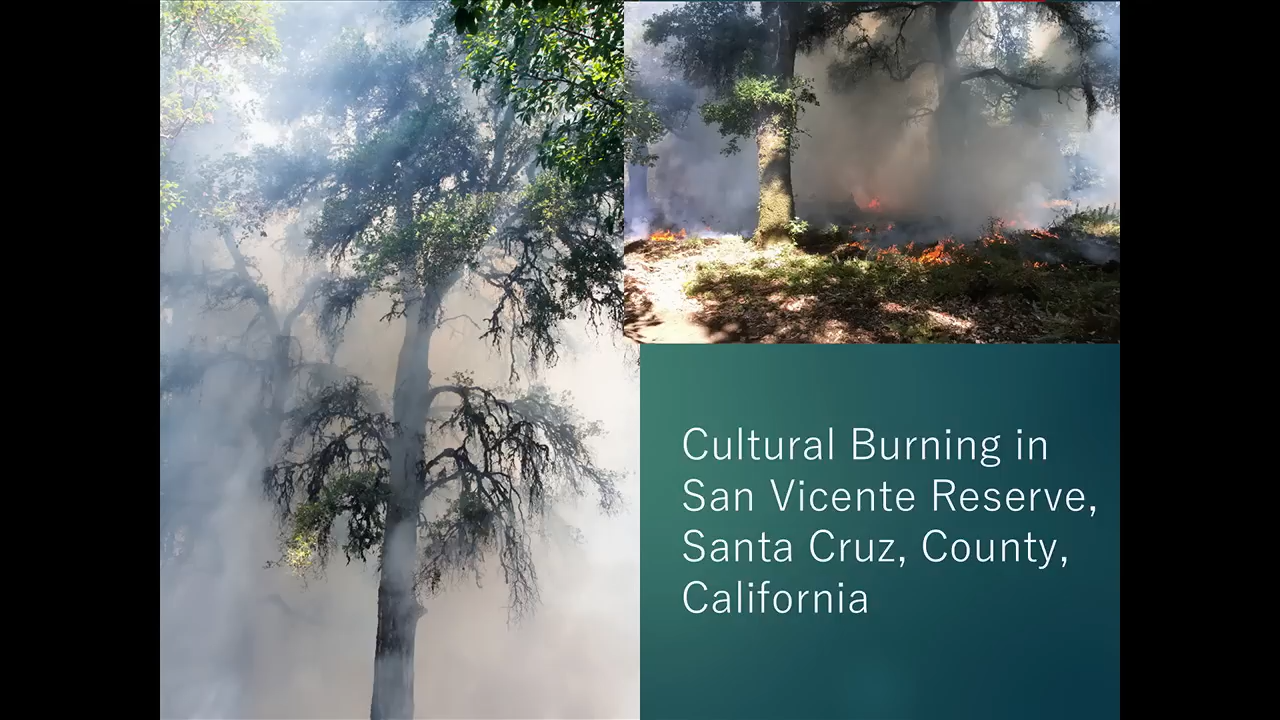 Cultural Burning in
San Vicente Reserve,
Santa Cruz, County,
California